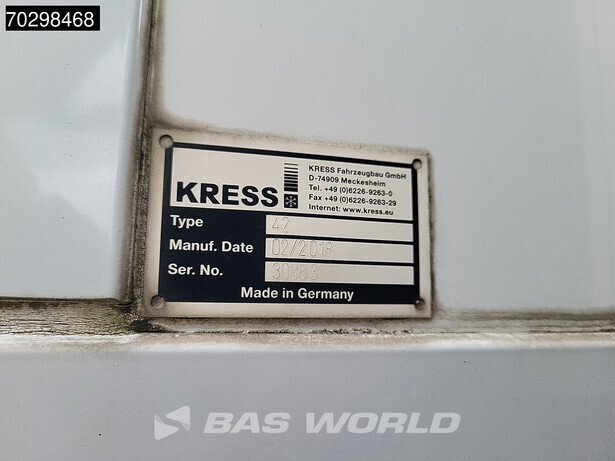 70298468
KRESS
KRESS Fahrzeugbau GmbH
D-74909 Meckesheim
Tel. +49 (0)6226-9263-0
Fax +49 (0)6226-9263-29
Internet: www.kress.eu
Type 42
Manuf. Date 02/2018
Ser. No.
Made in Germany
BAS WORLD